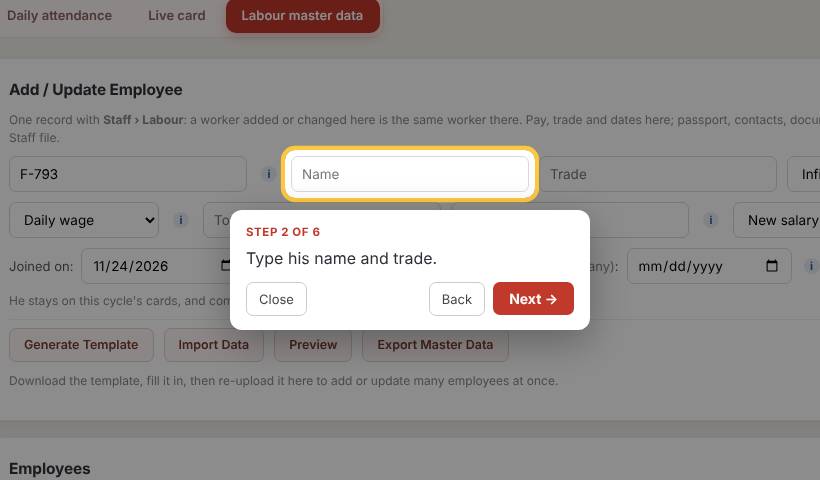 Daily attendance Live card Labour master data
Add / Update Employee
One record with Staff › Labour: a worker added or changed here is the same worker there. Pay, trade and dates here; passport, contacts,
Staff file.
F-793 i Name Trade
Daily wage i i New salary
STEP 2 OF 6
Type his name and trade.
Joined on: 11/24/2026 mm/dd/yyyy i
Close Back Next →
He stays on this cycle's cards, and
Generate Template Import Data Preview Export Master Data
Download the template, fill it in, then re-upload it here to add or update many employees at once.
Employees